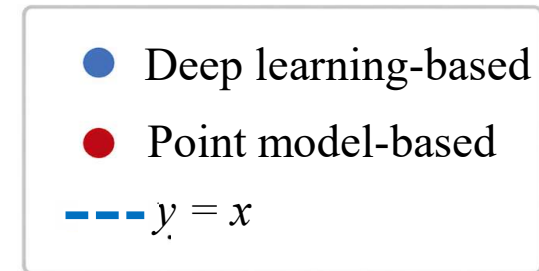 Deep learning-based
Point model-based
y = x